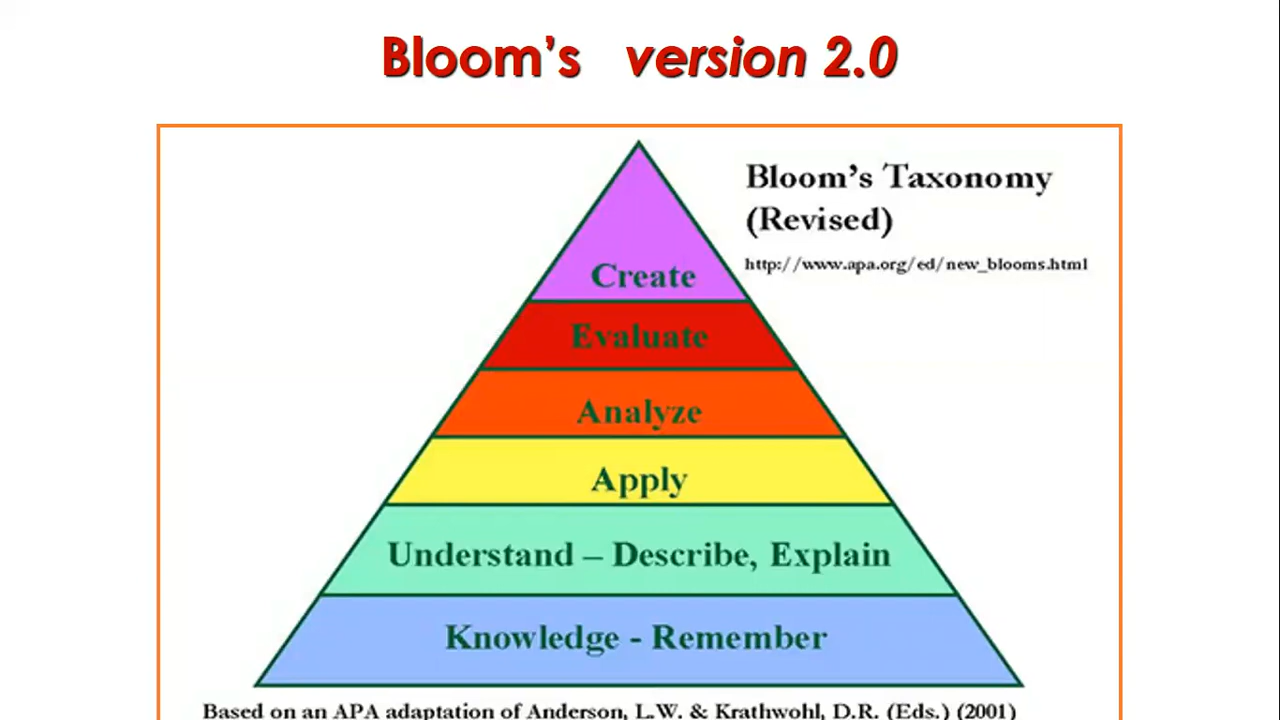 Bloom's version 2.0
Bloom's Taxonomy
(Revised)
http://www.apa.org/ed/new_blooms.html
Create
Evaluate
Analyze
Apply
Understand – Describe, Explain
Knowledge - Remember
Based on an APA adaptation of Anderson, L.W. & Krathwohl, D.R. (Eds.) (2001)